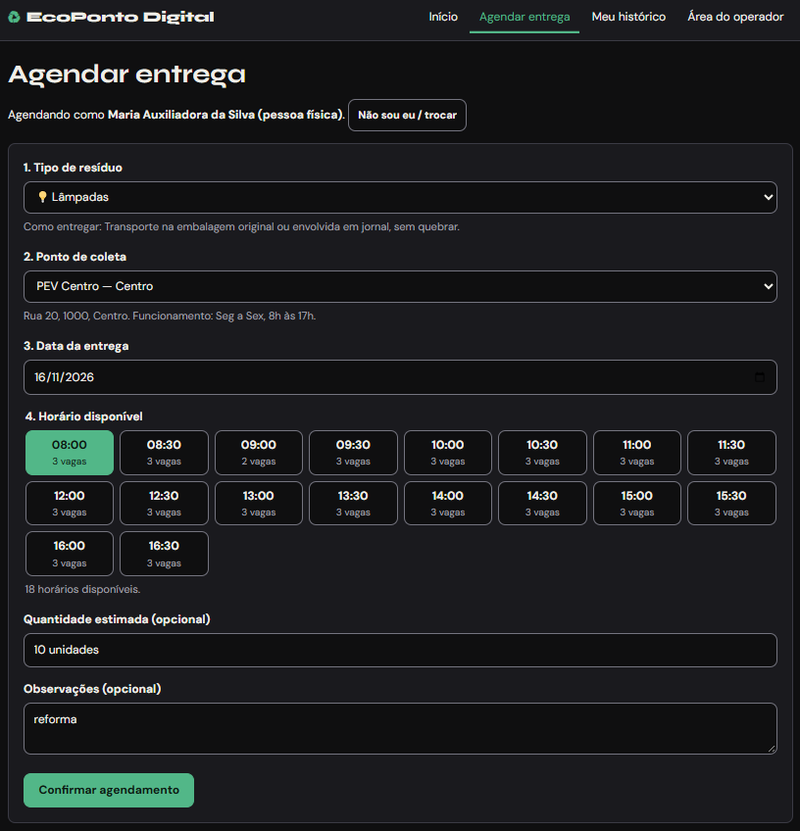 EcoPonto Digital
Início Agendar entrega Meu histórico Área do operador
Agendar entrega
Agendando como Maria Auxiliadora da Silva (pessoa física). Não sou eu / trocar
1. Tipo de resíduo
Lâmpadas
Como entregar: Transporte na embalagem original ou envolvida em jornal, sem quebrar.
2. Ponto de coleta
PEV Centro — Centro
Rua 20, 1000, Centro. Funcionamento: Seg a Sex, 8h às 17h.
3. Data da entrega
16/11/2026
4. Horário disponível
08:00 08:30 09:00 09:30 10:00 10:30 11:00 11:30
3 vagas 3 vagas 2 vagas 3 vagas 3 vagas 3 vagas 3 vagas 3 vagas
12:00 12:30 13:00 13:30 14:00 14:30 15:00 15:30
3 vagas 3 vagas 3 vagas 3 vagas 3 vagas 3 vagas 3 vagas 3 vagas
16:00 16:30
3 vagas 3 vagas
18 horários disponíveis.
Quantidade estimada (opcional)
10 unidades
Observações (opcional)
reforma
Confirmar agendamento